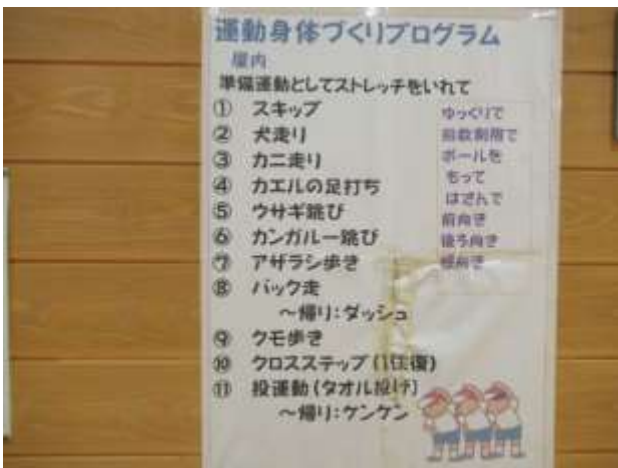 運動身体づくりプログラム
屋内
準備運動としてストレッチをいれて
① スキップ
② 犬走り
③ カニ走り
④ カエルの足打ち
⑤ ウサギ跳び
⑥ カンガルー跳び
⑦ アザラシ歩き
⑧ バック走
～帰り:ダッシュ
⑨ クモ歩き
⑩ クロスステップ(1往復)
⑪ 投運動(タオル投げ)
～帰り:ケンケン
ゆっくりで
ボールを
もって
はさんで
前向き
後ろ向き
横向き